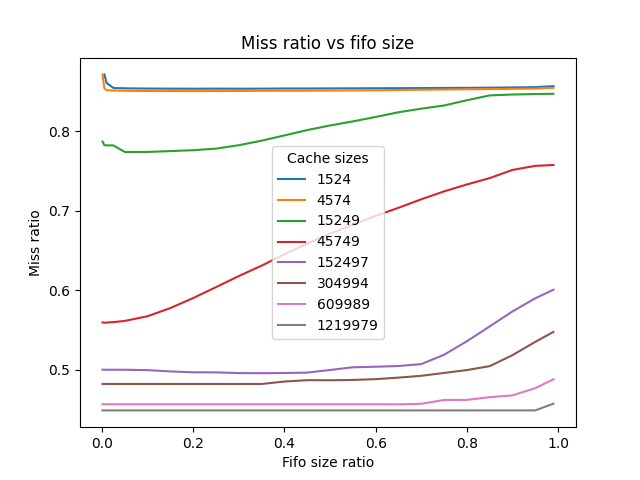 Miss ratio vs fifo size
Miss ratio
0.8
0.7
0.6
0.5
Cache sizes
1524
4574
15249
45749
152497
304994
609989
1219979
0.0 0.2 0.4 0.6 0.8 1.0
Fifo size ratio